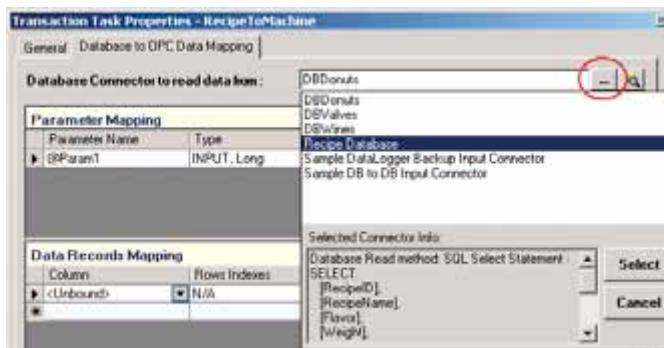 Transaction Task Properties - RecipeToMachine
General Database to OPC Data Mapping
Database Connector to read data from :
DBDonuts
...
DBDonuts
DBValves
DBWines
Recipe Database
Sample DataLogger Backup Input Connector
Sample DB to DB Input Connector
Parameter Mapping
Parameter Name Type
@Param1 INPUT, Long
Selected Connector Info:
Database Read method: SQL Select Statement
SELECT
[RecipeID],
[RecipeName],
[Flavor],
[Weight],
Select
Cancel
Data Records Mapping
Column Rows Indexes
<Unbound> N/A